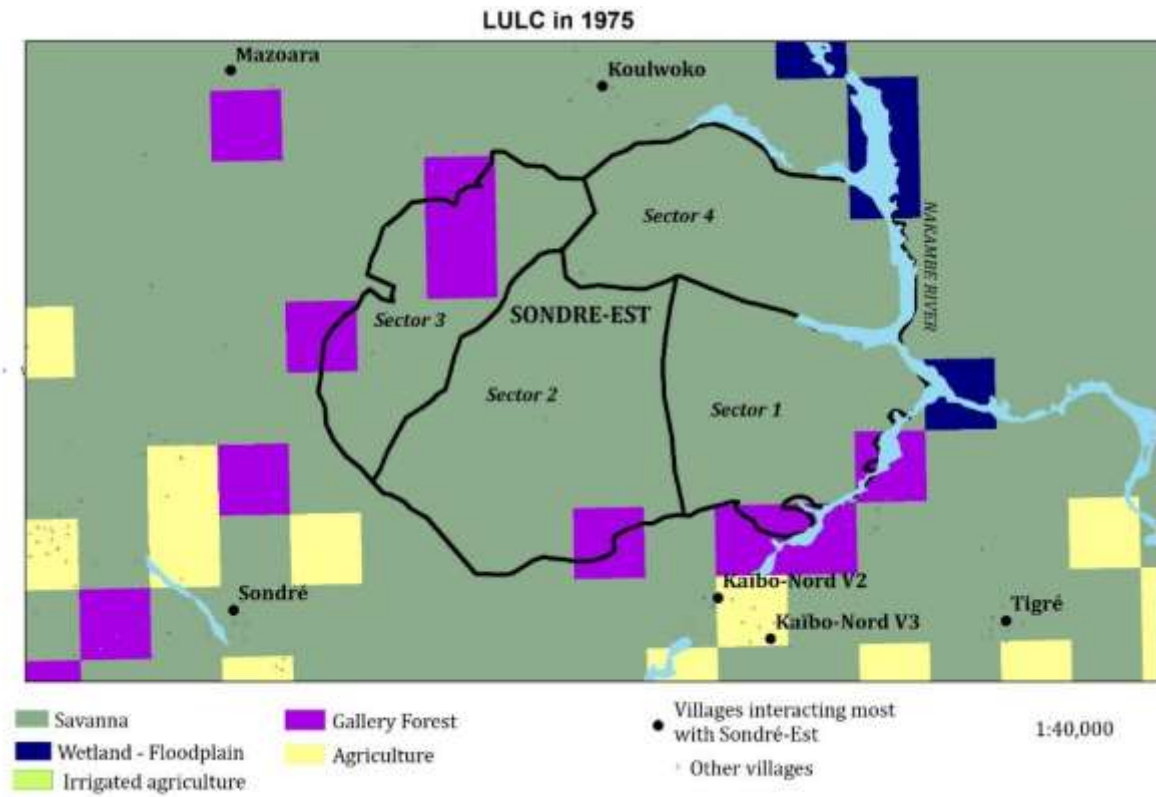 LULC in 1975
Mazoara
Koulwoko
Sector 4
NAKAMBE RIVER
Sector 3
SONDRE-EST
Sector 2
Sector 1
Kaïbo-Nord V2
Sondré
Tigré
Kaïbo-Nord V3
Savanna
Gallery Forest
Villages interacting most
with Sondré-Est
1:40,000
Wetland - Floodplain
Agriculture
Irrigated agriculture
Other villages